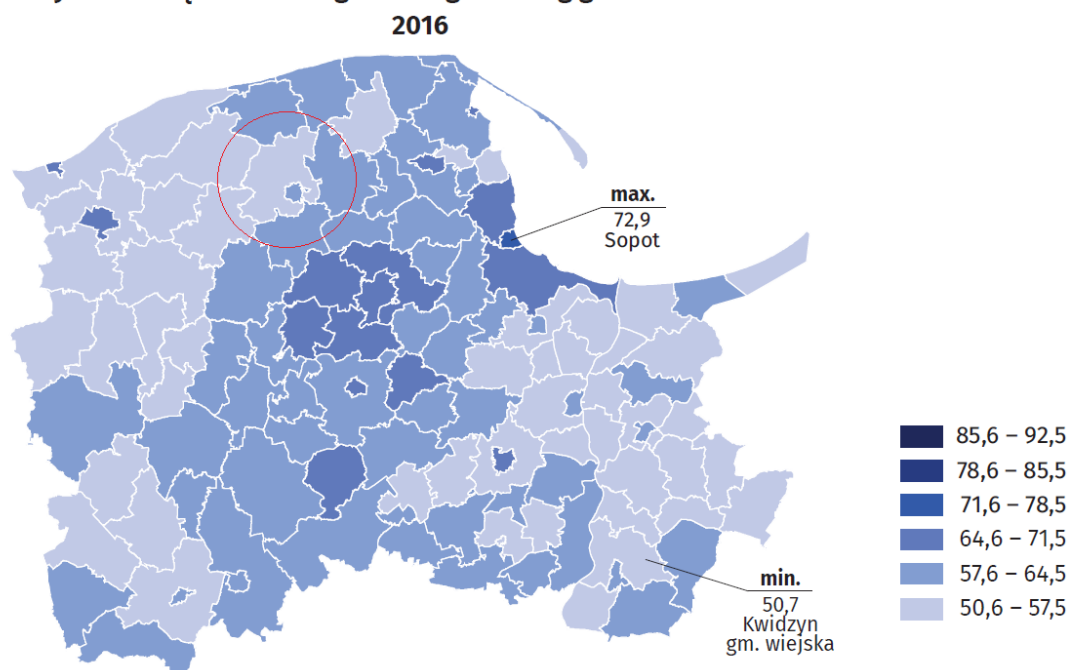 2016
max.
72,9
Sopot
85,6 – 92,5
78,6 – 85,5
71,6 – 78,5
64,6 – 71,5
57,6 – 64,5
50,6 – 57,5
min.
50,7
Kwidzyn
gm. wiejska